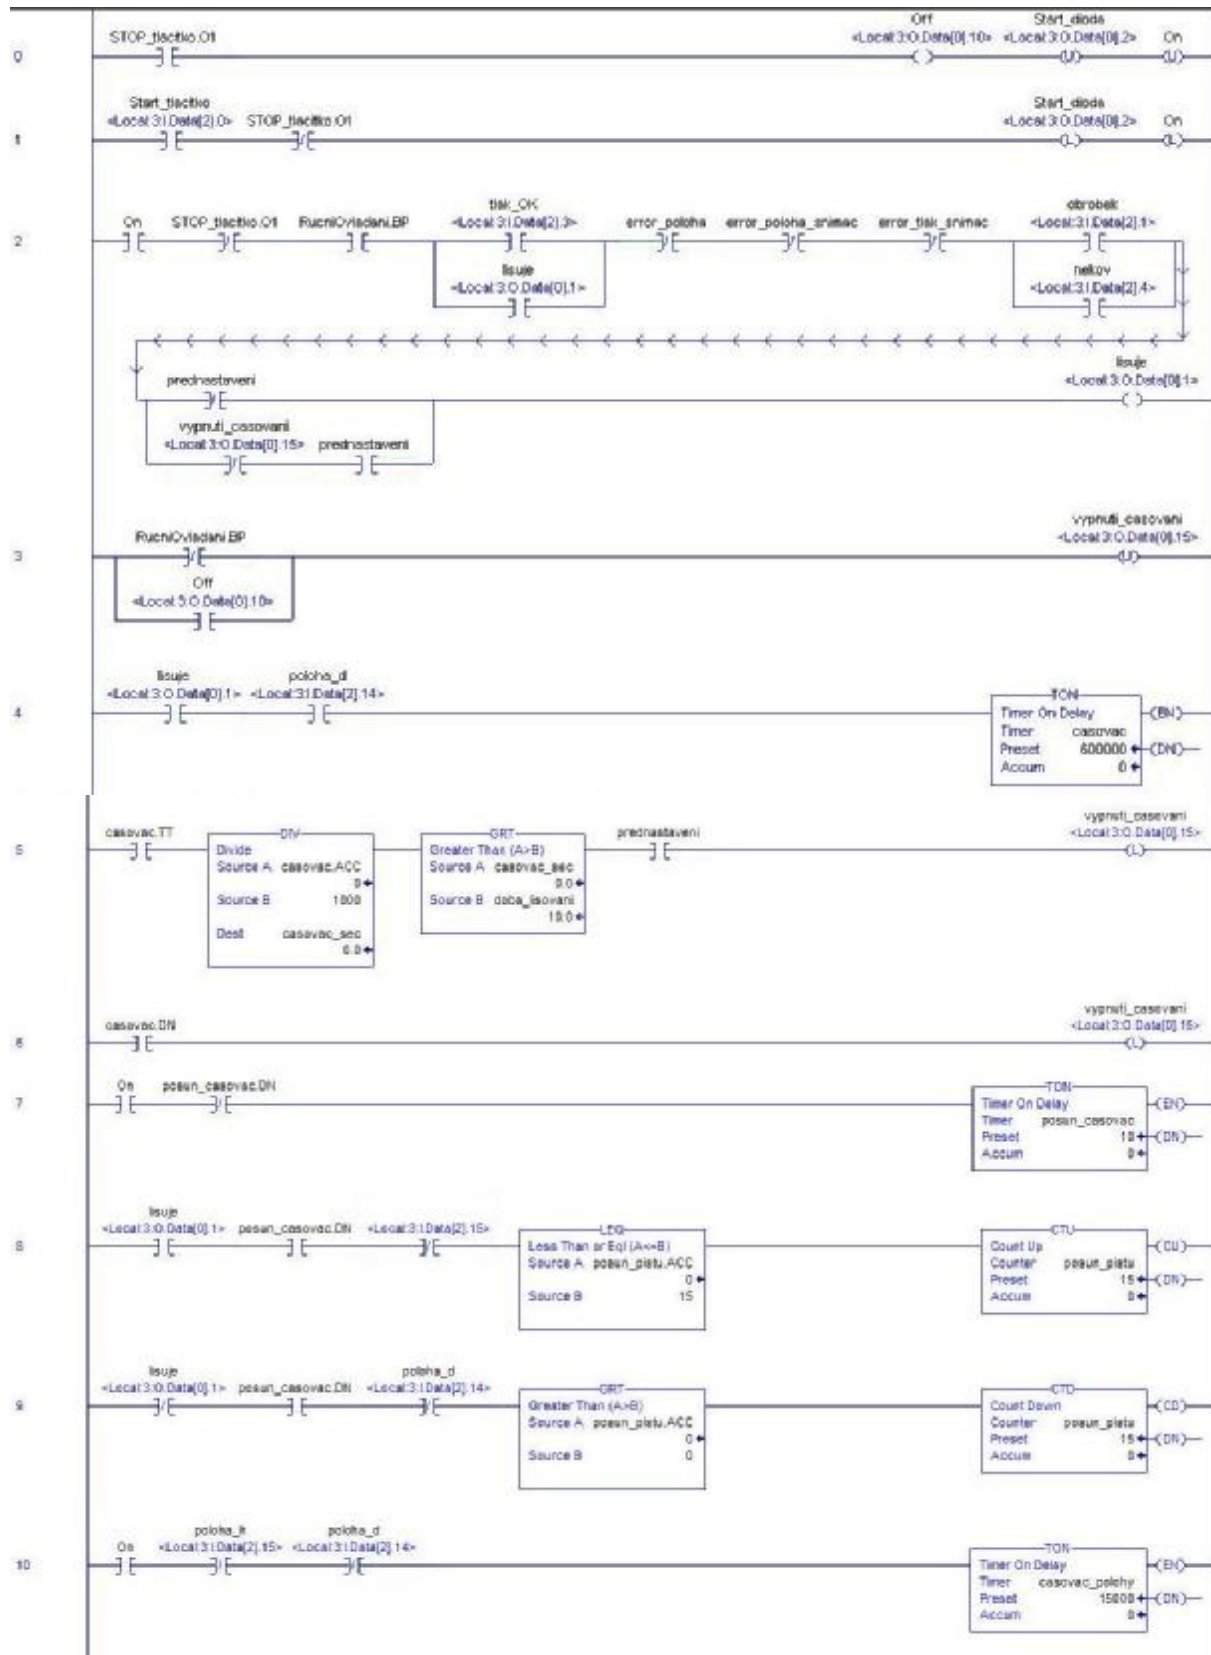 Off Start_dioda
STOP_tlacitko.O1 <Local:3:O.Data[0].10> <Local:3:O.Data[0].2> On
0
U U
Start_tlacitko Start_dioda
<Local:3:I.Data[2].0> STOP_tlacitko.O1 <Local:3:O.Data[0].2> On
1
L L
tlak_OK obrobek
On STOP_tlacitko.O1 RucniOvladani.BP <Local:3:I.Data[2].3> error_poloha error_poloha_snimac error_tlak_snimac <Local:3:I.Data[2].1>
2
lisuje nekov
<Local:3:O.Data[0].1> <Local:3:I.Data[2].4>
lisuje
prednastaveni <Local:3:O.Data[0].1>
vypnuti_casovani
<Local:3:O.Data[0].15> prednastaveni
vypnuti_casovani
RucniOvladani.BP <Local:3:O.Data[0].15>
3
U
Off
<Local:3:O.Data[0].10>
lisuje poloha_d
<Local:3:O.Data[0].1> <Local:3:I.Data[2].14> TON
4
Timer On Delay EN
Timer casovac
Preset 600000 DN
Accum 0
vypnuti_casovani
casovac.TT DIV GRT prednastaveni <Local:3:O.Data[0].15>
5
Divide Greater Than (A>B) L
Source A casovac.ACC Source A casovac_sec
0 0.0
Source B 1000 Source B doba_lisovani
10.0
Dest casovac_sec
0.0
vypnuti_casovani
casovac.DN <Local:3:O.Data[0].15>
6
L
On posun_casovac.DN TON
7
Timer On Delay EN
Timer posun_casovac
Preset 10 DN
Accum 0
lisuje
<Local:3:O.Data[0].1> posun_casovac.DN <Local:3:I.Data[2].15> LEQ CTU
8
Less Than or Eql (A<=B) Count Up CU
Source A posun_pistu.ACC Counter posun_pistu
0 Preset 15 DN
Source B 15 Accum 0
lisuje poloha_d
<Local:3:O.Data[0].1> posun_casovac.DN <Local:3:I.Data[2].14> GRT CTD
9
Greater Than (A>B) Count Down CD
Source A posun_pistu.ACC Counter posun_pistu
0 Preset 15 DN
Source B 0 Accum 0
poloha_h poloha_d
On <Local:3:I.Data[2].15> <Local:3:I.Data[2].14> TON
10
Timer On Delay EN
Timer casovac_polohy
Preset 15000 DN
Accum 0